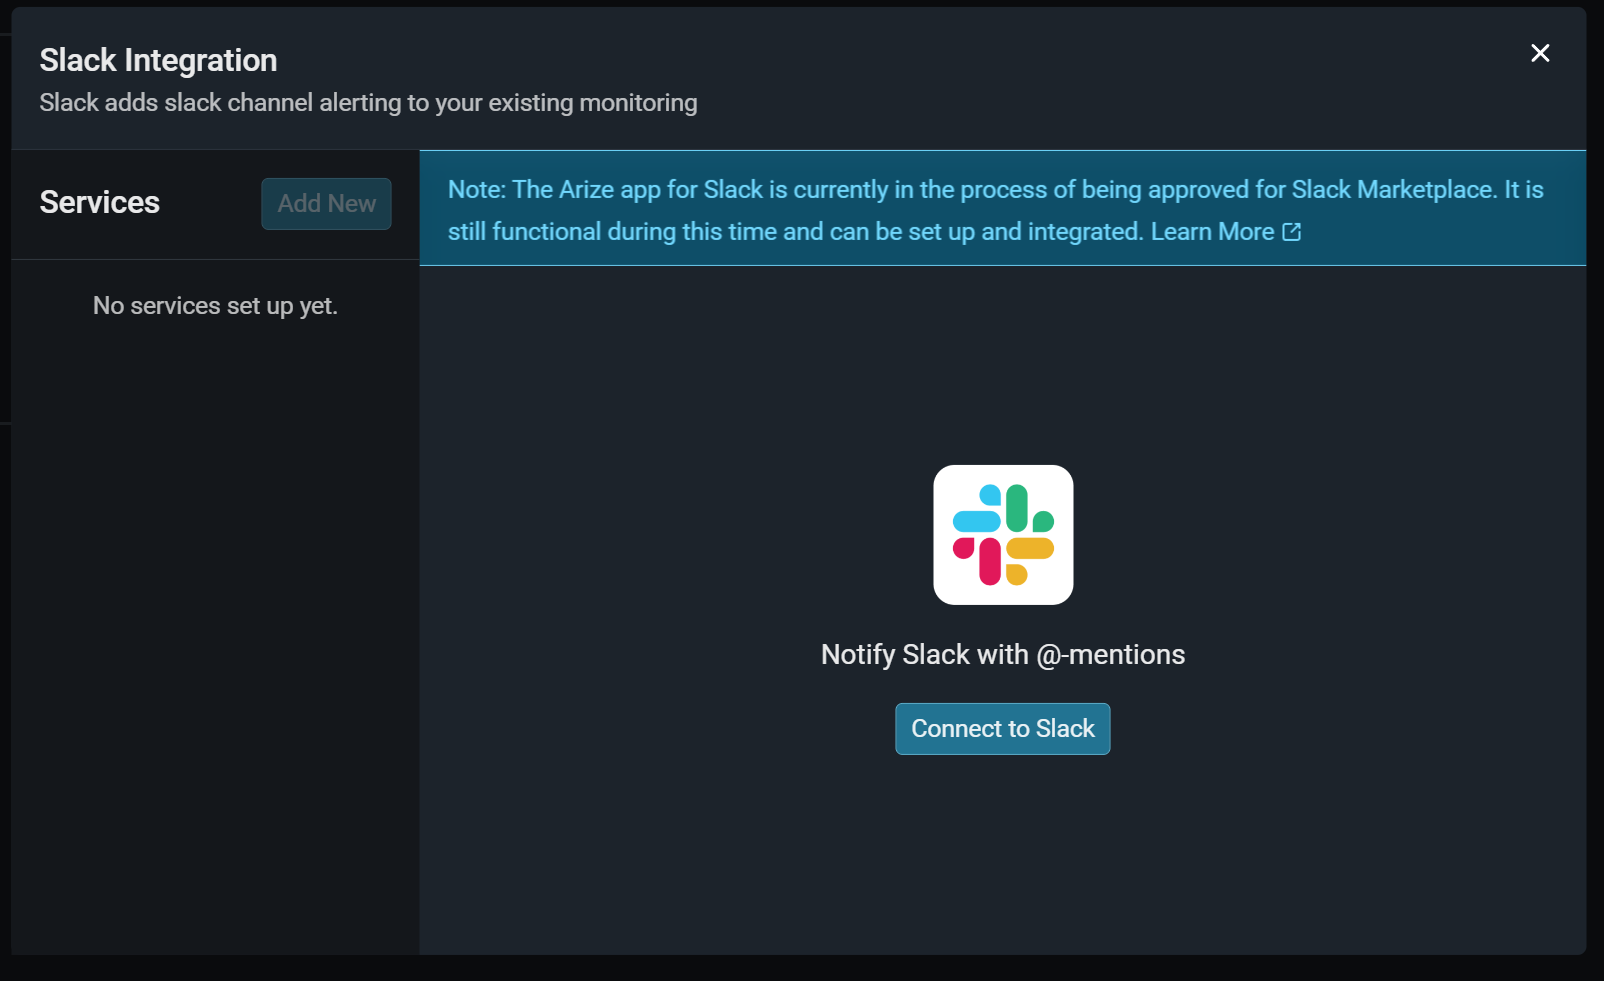 Slack Integration
Slack adds slack channel alerting to your existing monitoring
Services
Add New
No services set up yet.
Note: The Arize app for Slack is currently in the process of being approved for Slack Marketplace. It is
still functional during this time and can be set up and integrated. Learn More
Notify Slack with @-mentions
Connect to Slack